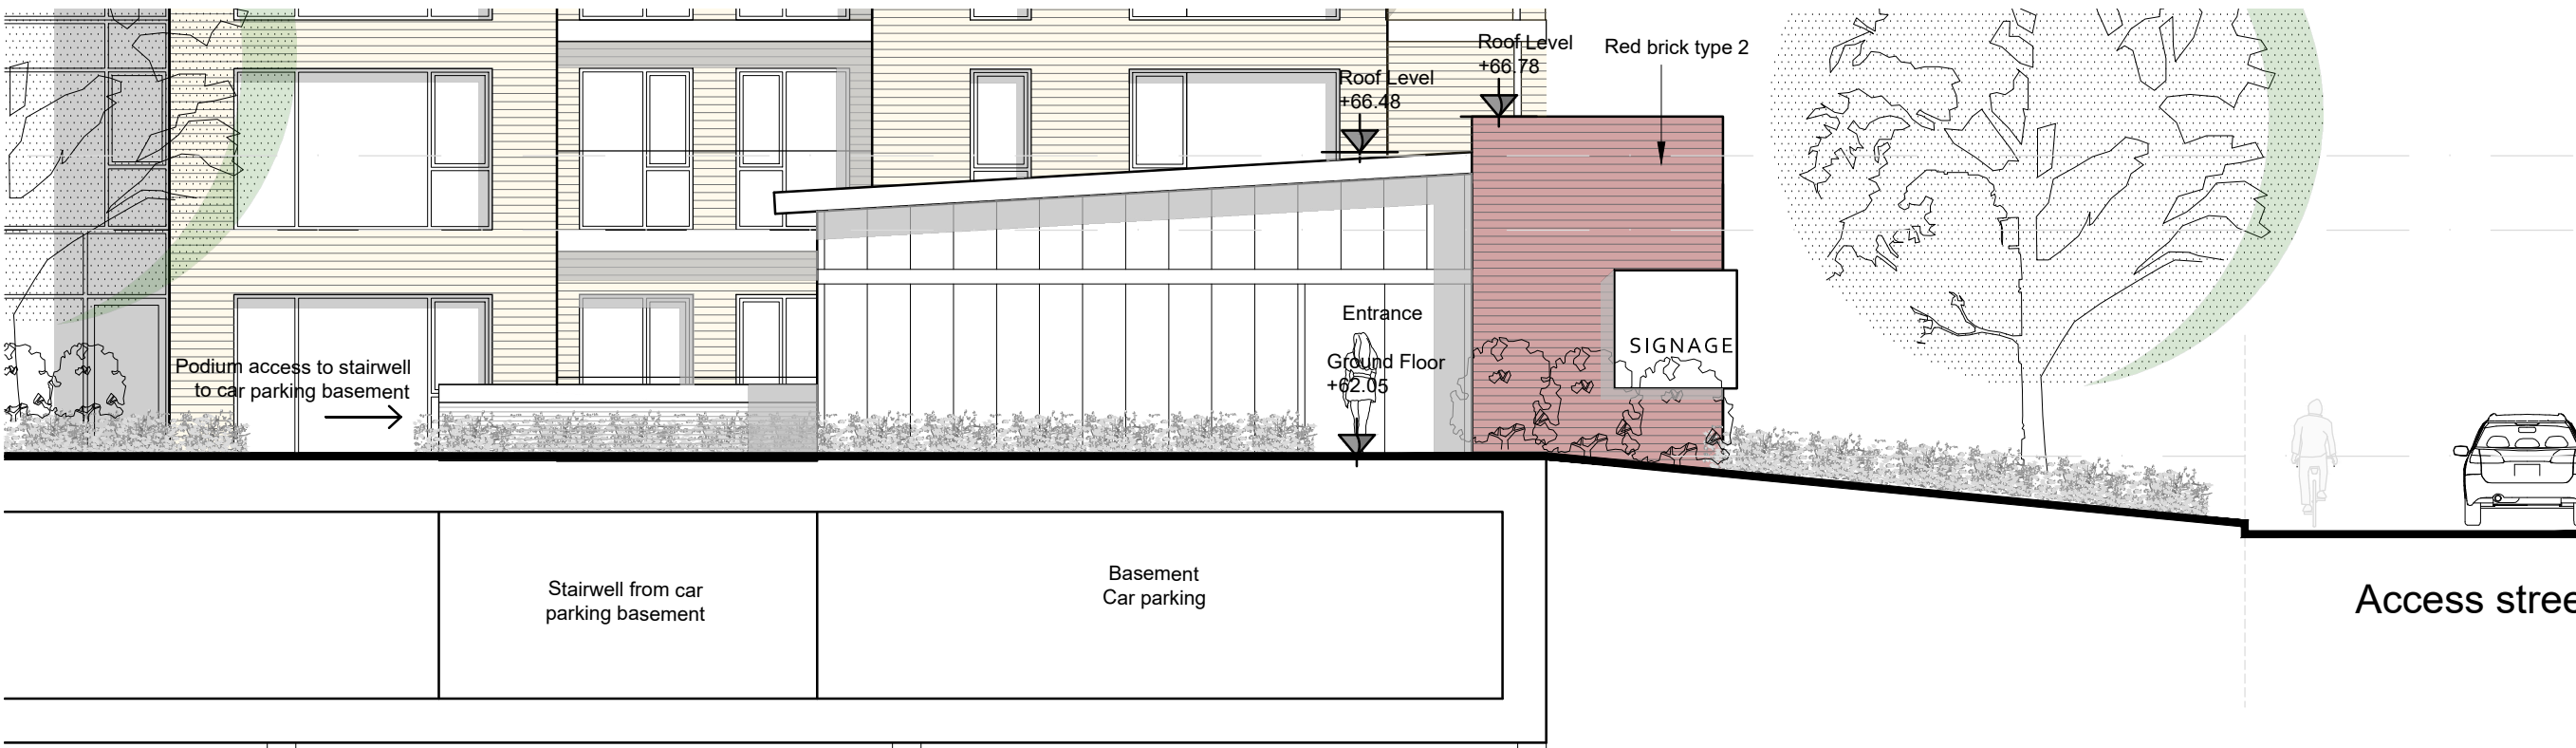 Roof Level
+66.78
Red brick type 2
Roof Level
+66.48
Entrance
SIGNAGE
Ground Floor
+62.05
Podium access to stairwell
to car parking basement
Stairwell from car
parking basement
Basement
Car parking
Access stree